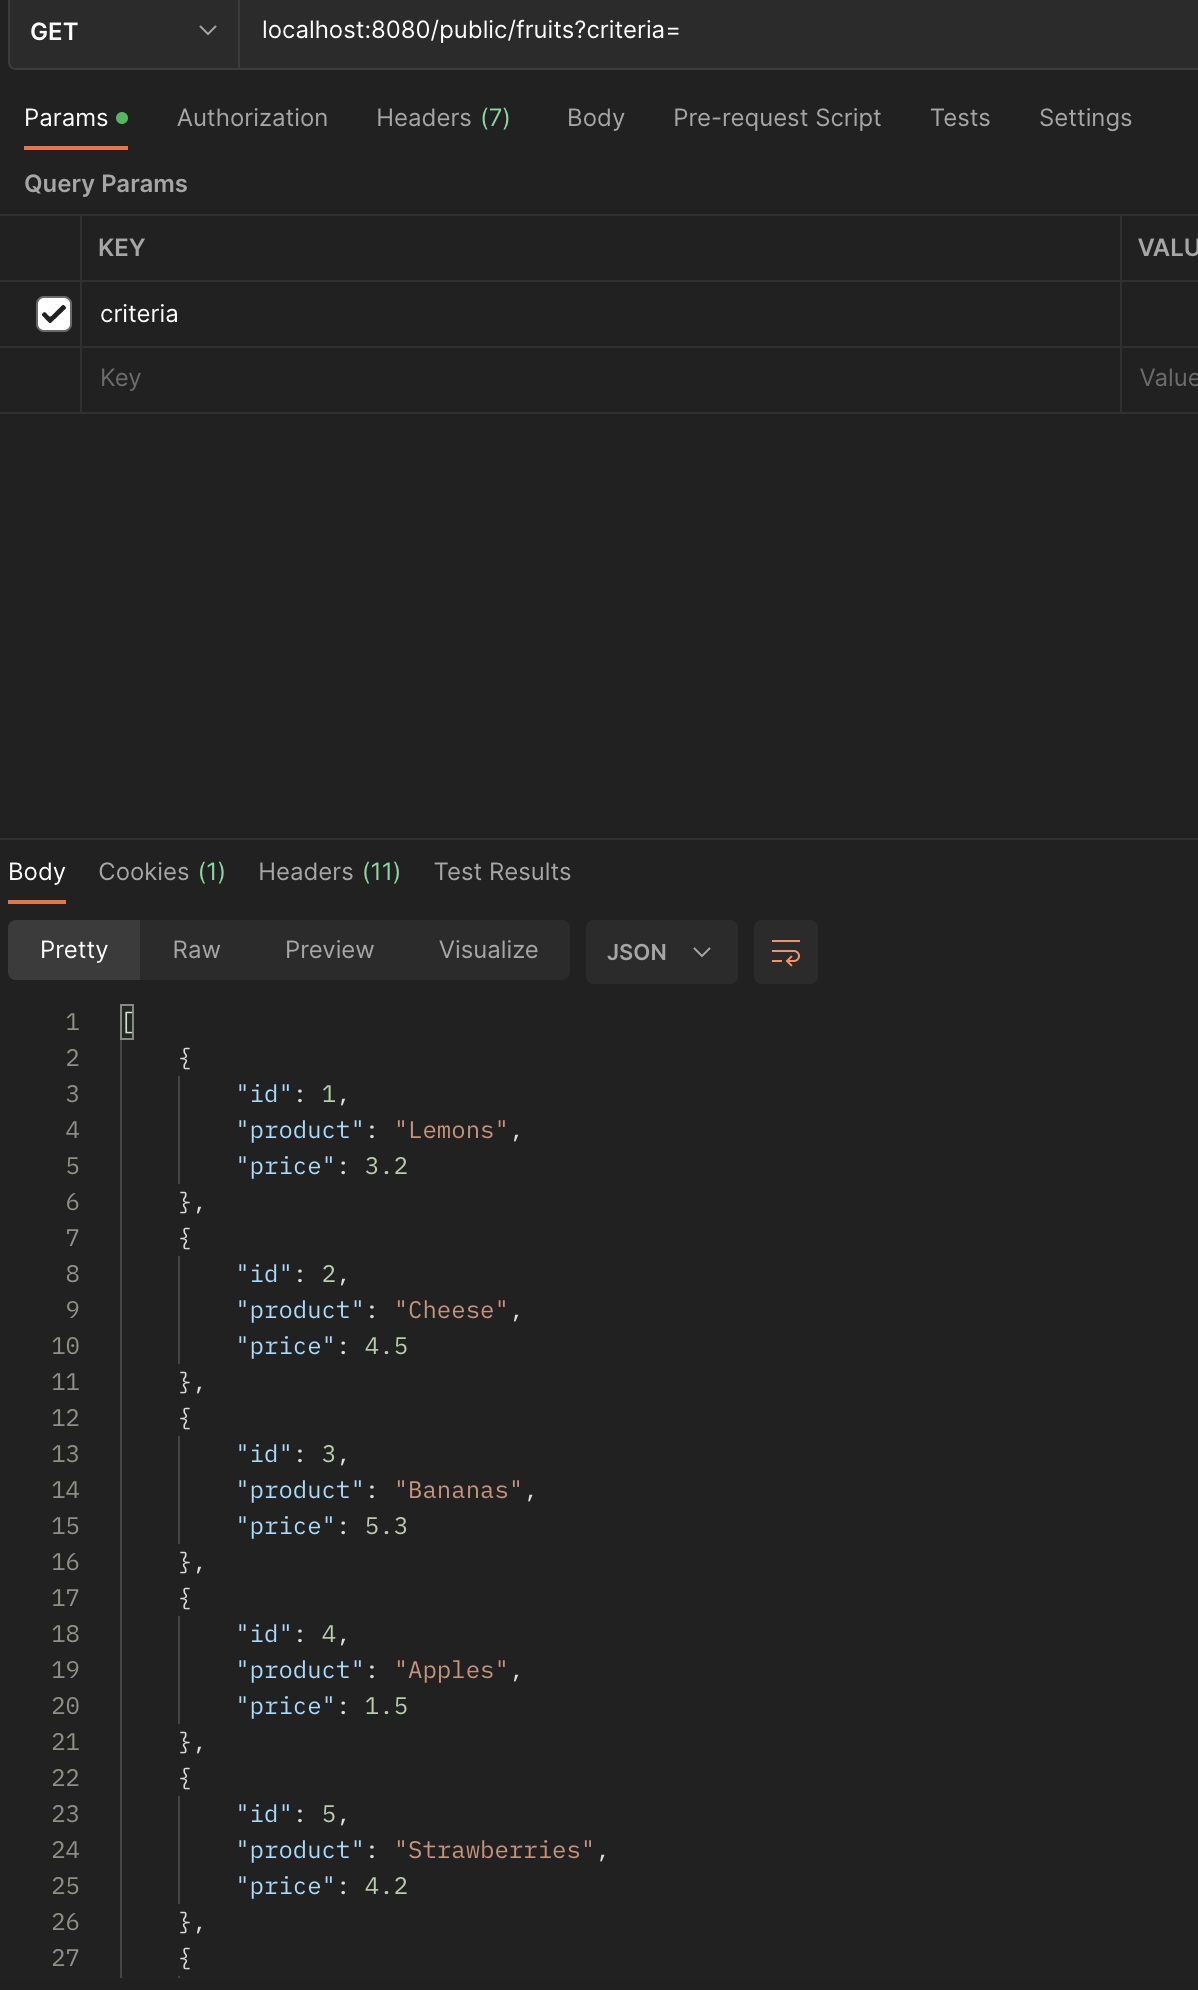 GET localhost:8080/public/fruits?criteria=
Params Authorization Headers (7) Body Pre-request Script Tests Settings
Query Params
KEY VALU
criteria
Key Value
Body Cookies (1) Headers (11) Test Results
Pretty Raw Preview Visualize JSON
1 [
2 {
3 "id": 1,
4 "product": "Lemons",
5 "price": 3.2
6 },
7 {
8 "id": 2,
9 "product": "Cheese",
10 "price": 4.5
11 },
12 {
13 "id": 3,
14 "product": "Bananas",
15 "price": 5.3
16 },
17 {
18 "id": 4,
19 "product": "Apples",
20 "price": 1.5
21 },
22 {
23 "id": 5,
24 "product": "Strawberries",
25 "price": 4.2
26 },
27 {